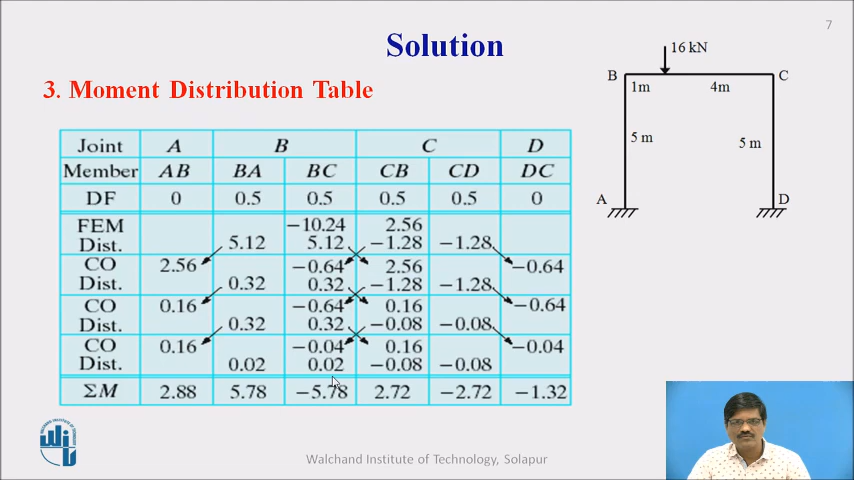 7
Solution
3. Moment Distribution Table
Joint A B C D
Member AB BA BC CB CD DC
DF 0 0.5 0.5 0.5 0.5 0
FEM −10.24 2.56
Dist. 5.12 5.12 −1.28 −1.28
CO 2.56 −0.64 2.56 −0.64
Dist. 0.32 0.32 −1.28 −1.28
CO 0.16 −0.64 0.16 −0.64
Dist. 0.32 0.32 −0.08 −0.08
CO 0.16 −0.04 0.16 −0.04
Dist. 0.02 0.02 −0.08 −0.08
ΣM 2.88 5.78 −5.78 2.72 −2.72 −1.32
16 kN
B C
1m 4m
5 m 5 m
A D
Walchand Institute of Technology, Solapur